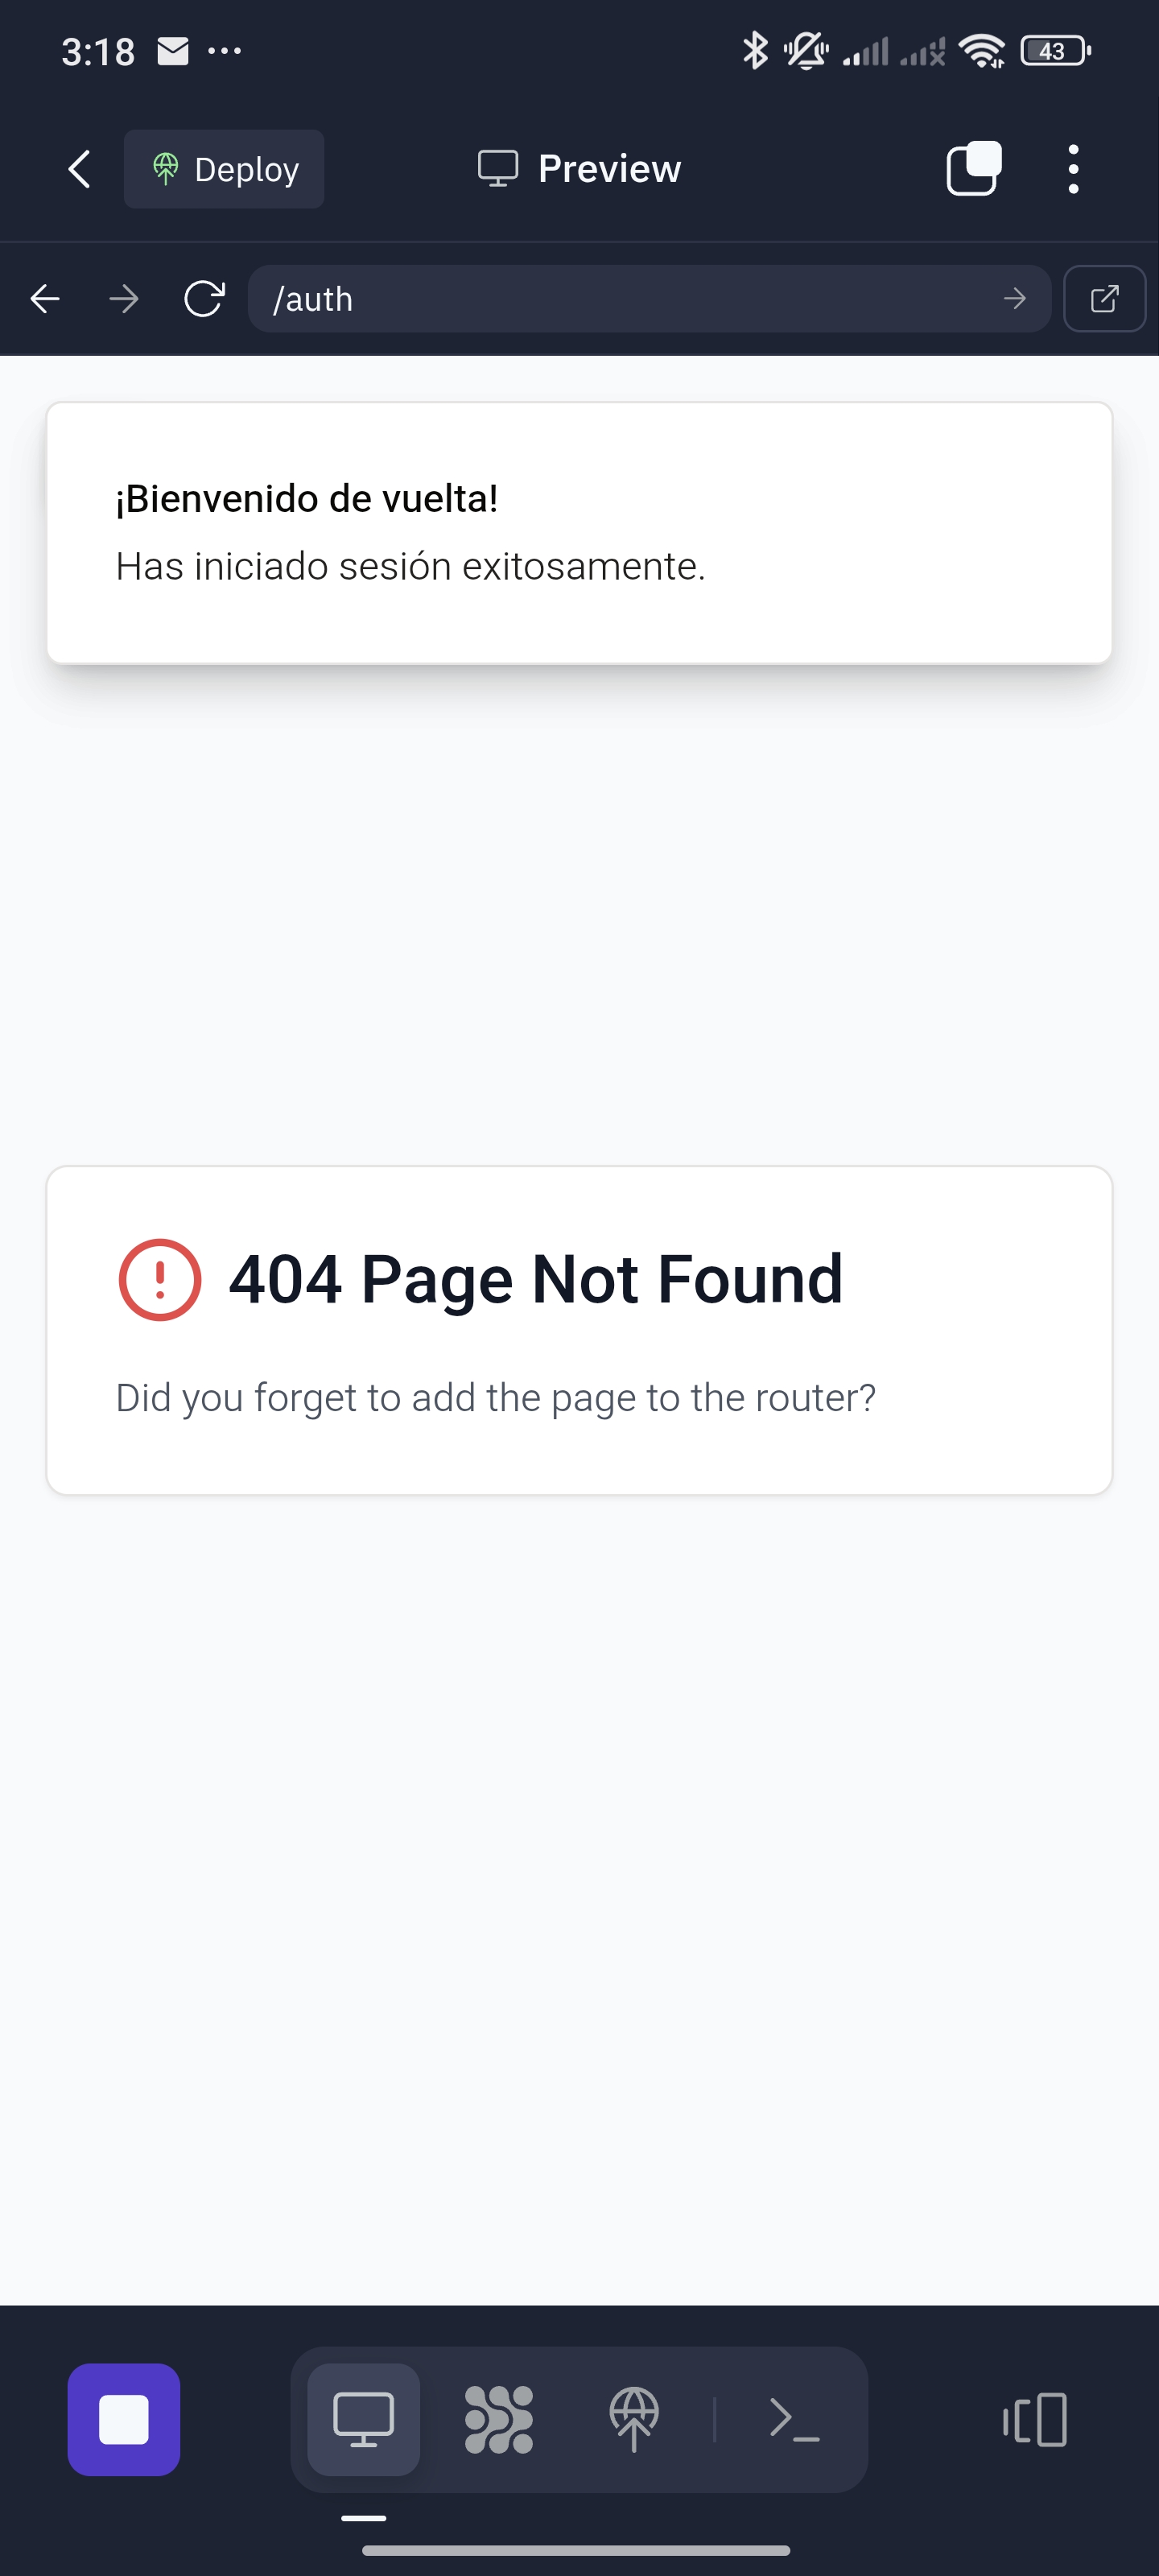 3:18
43
Deploy
Preview
/auth
¡Bienvenido de vuelta!
Has iniciado sesión exitosamente.
404 Page Not Found
Did you forget to add the page to the router?